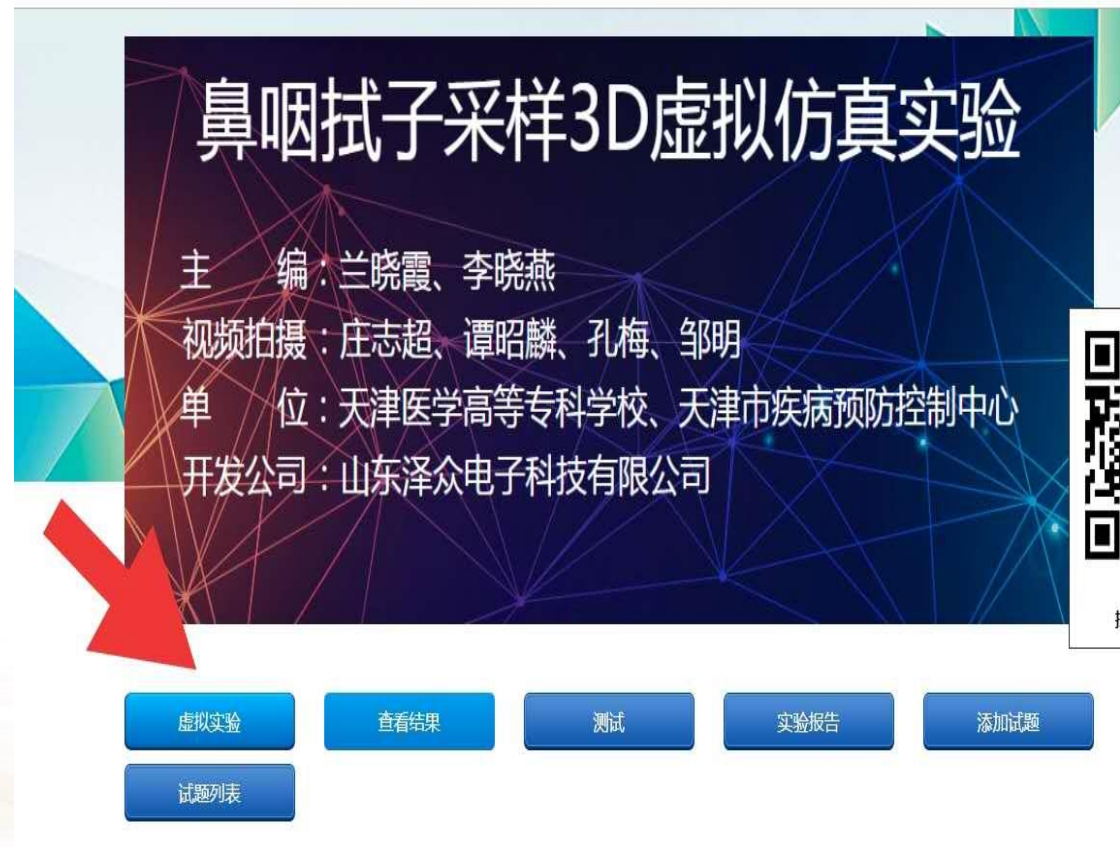 鼻咽拭子采样3D虚拟仿真实验
主　　编：兰晓霞、李晓燕
视频拍摄：庄志超、谭昭麟、孔梅、邹明
单　　位：天津医学高等专科学校、天津市疾病预防控制中心
开发公司：山东泽众电子科技有限公司
虚拟实验 查看结果 测试 实验报告 添加试题
试题列表